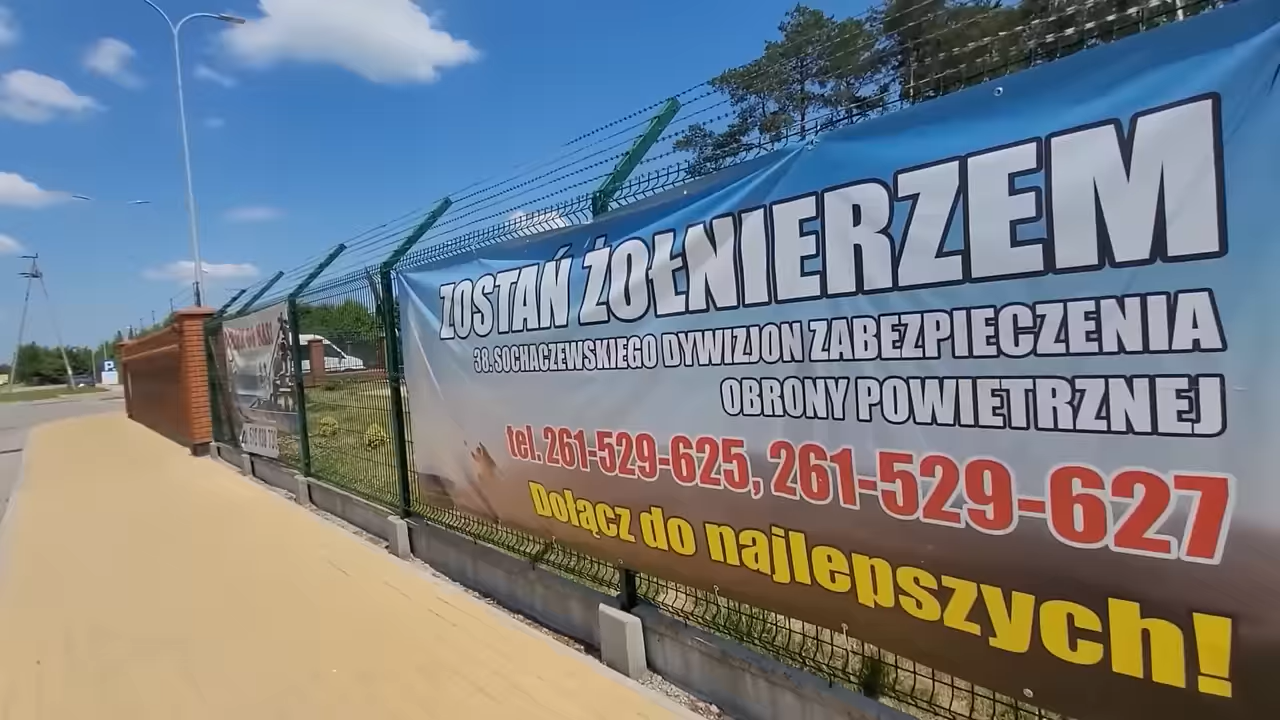 ZOSTAŃ ŻOŁNIERZEM
38. SOCHACZEWSKIEGO DYWIZJON ZABEZPIECZENIA
OBRONY POWIETRZNEJ
tel. 261-529-625, 261-529-627
Dołącz do najlepszych!
P